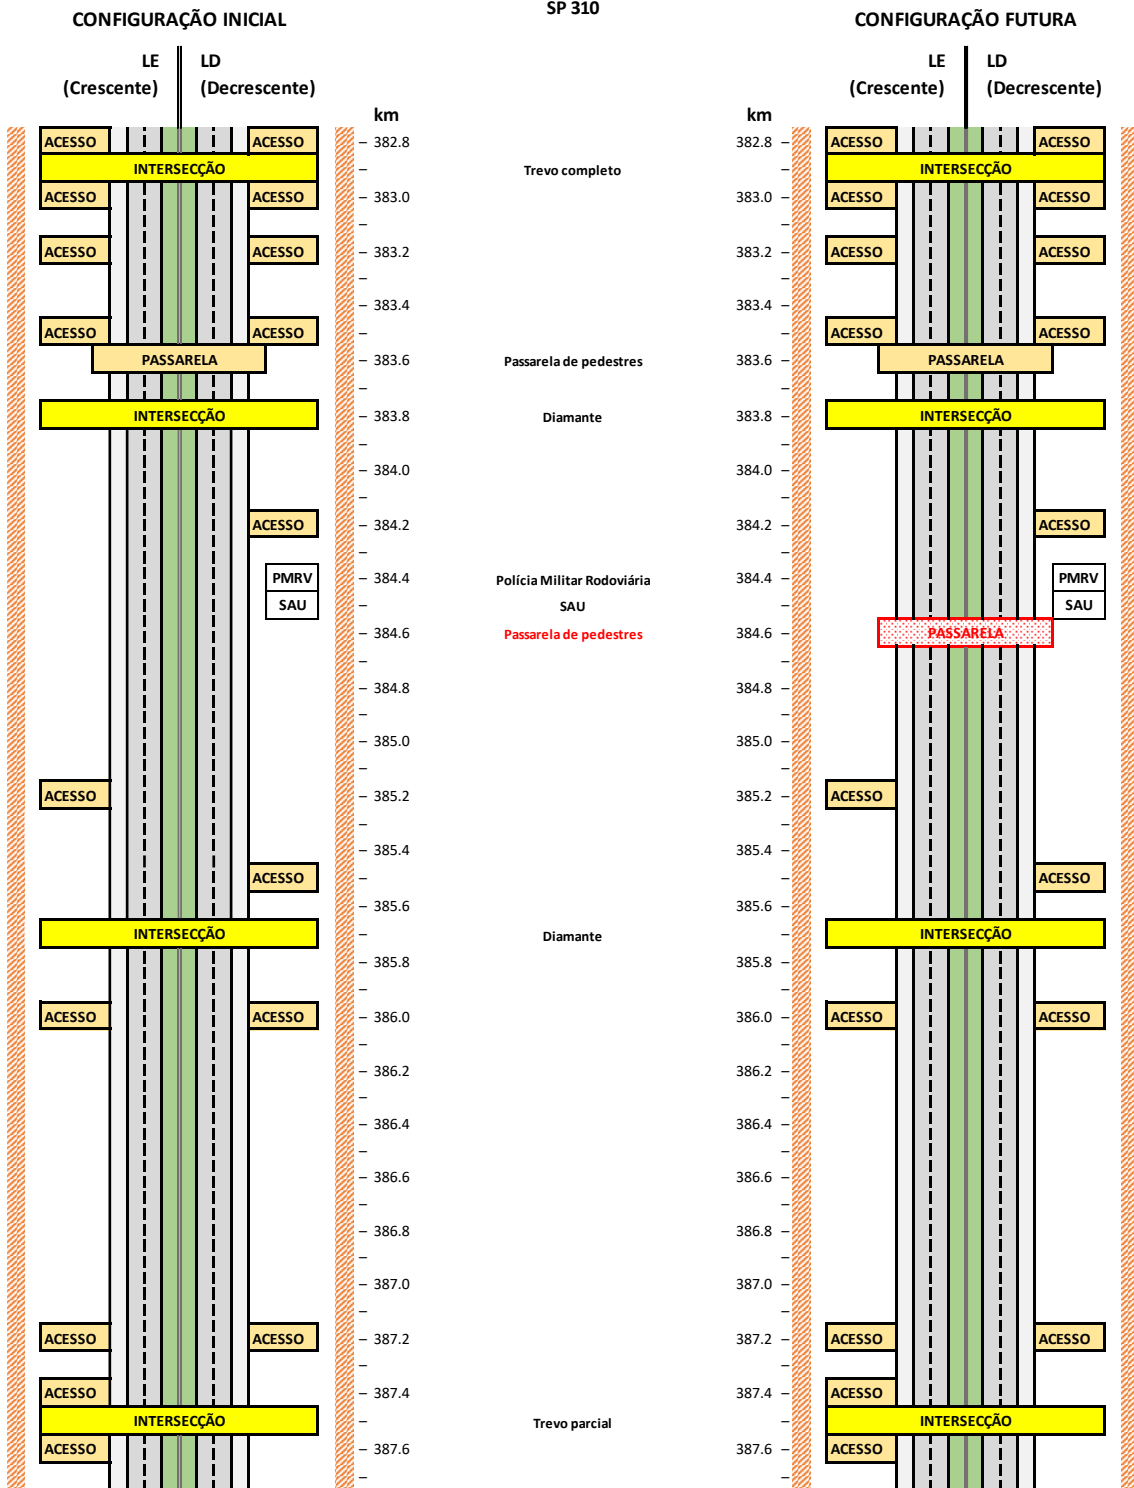 SP 310
CONFIGURAÇÃO INICIAL CONFIGURAÇÃO FUTURA
LE LD LE LD
(Crescente) (Decrescente) (Crescente) (Decrescente)
km km
ACESSO ACESSO 382.8 382.8 ACESSO ACESSO
INTERSECÇÃO Trevo completo INTERSECÇÃO
ACESSO ACESSO 383.0 383.0 ACESSO ACESSO
ACESSO ACESSO 383.2 383.2 ACESSO ACESSO
383.4 383.4
ACESSO ACESSO ACESSO ACESSO
PASSARELA 383.6 Passarela de pedestres 383.6 PASSARELA
INTERSECÇÃO 383.8 Diamante 383.8 INTERSECÇÃO
384.0 384.0
ACESSO 384.2 384.2 ACESSO
PMRV 384.4 Polícia Militar Rodoviária 384.4 PMRV
SAU SAU SAU
384.6 Passarela de pedestres 384.6 PASSARELA
384.8 384.8
385.0 385.0
ACESSO 385.2 385.2 ACESSO
385.4 385.4
ACESSO ACESSO
385.6 385.6
INTERSECÇÃO Diamante INTERSECÇÃO
385.8 385.8
ACESSO ACESSO 386.0 386.0 ACESSO ACESSO
386.2 386.2
386.4 386.4
386.6 386.6
386.8 386.8
387.0 387.0
ACESSO ACESSO 387.2 387.2 ACESSO ACESSO
ACESSO 387.4 387.4 ACESSO
INTERSECÇÃO Trevo parcial INTERSECÇÃO
ACESSO 387.6 387.6 ACESSO